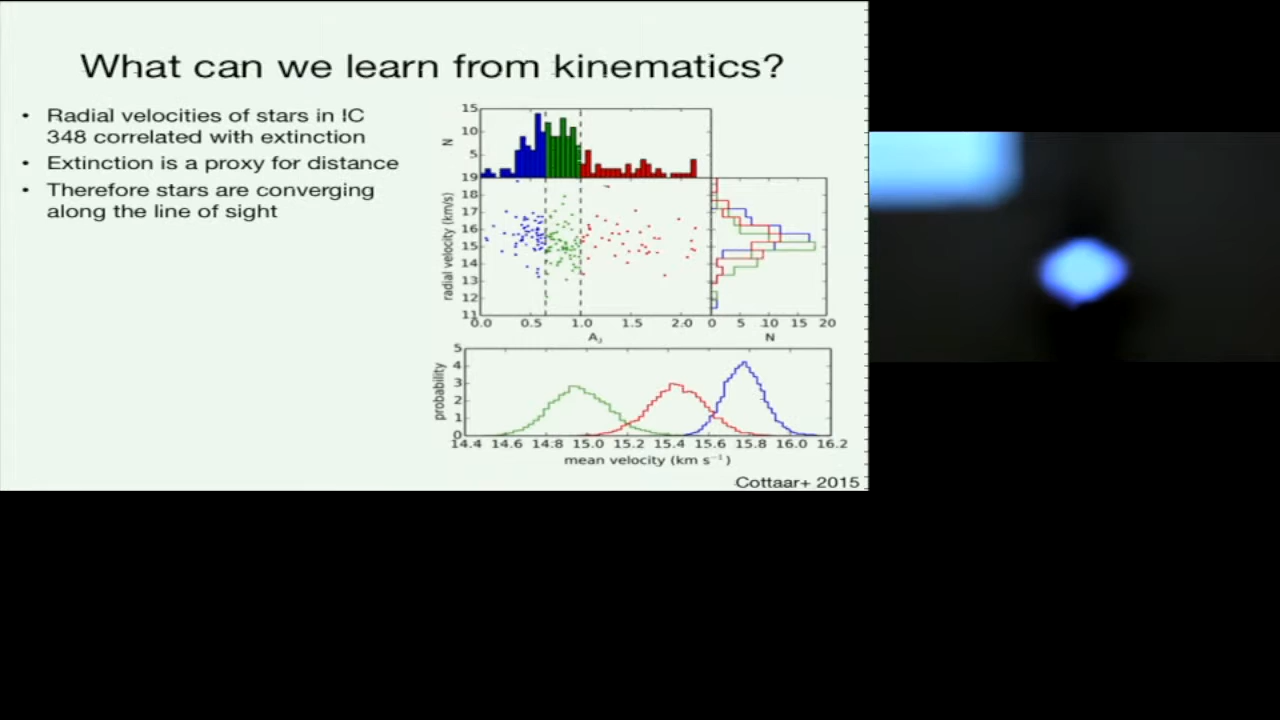 What can we learn from kinematics?
• Radial velocities of stars in IC
348 correlated with extinction
• Extinction is a proxy for distance
• Therefore stars are converging
along the line of sight
15
10
5
N
19
18
17
16
15
14
13
12
11
radial velocity (km/s)
0.0 0.5 1.0 1.5 2.0
AJ
0 5 10 15 20
N
5
4
3
2
1
0
probability
14.4 14.6 14.8 15.0 15.2 15.4 15.6 15.8 16.0 16.2
mean velocity (km s⁻¹)
Cottaar+ 2015